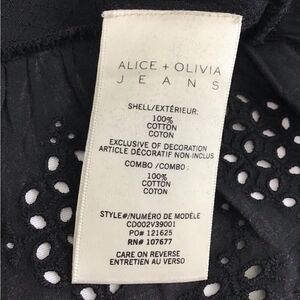 ALICE + OLIVIA
JEANS
SHELL/EXTÉRIEUR:
100%
COTTON
COTON
EXCLUSIVE OF DECORATION
ARTICLE DÉCORATIF NON-INCLUS
COMBO /COMBO :
100%
COTTON
COTON
STYLE#/NUMÉRO DE MODÈLE
CD002V39001
PO# 121625
RN# 107677
CARE ON REVERSE
ENTRETIEN AU VERSO